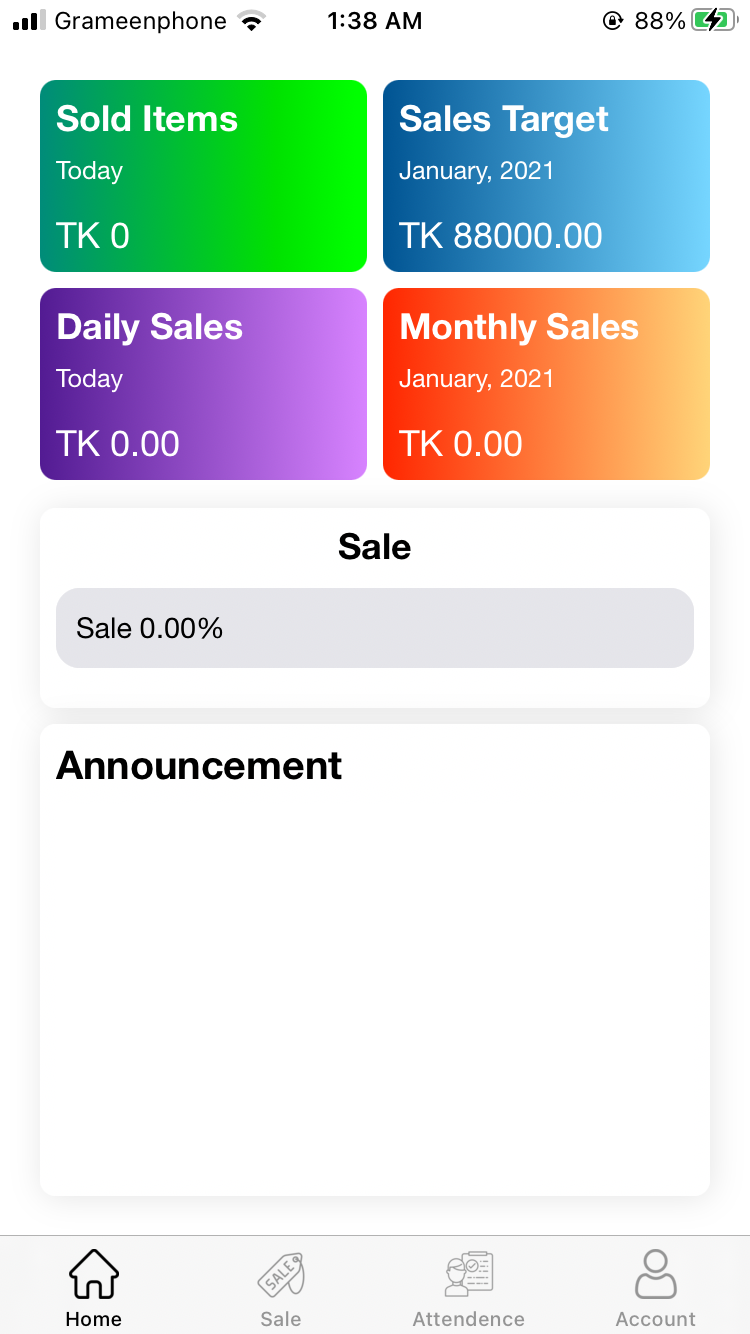 Grameenphone 1:38 AM 88%
Sold Items
Today
TK 0
Sales Target
January, 2021
TK 88000.00
Daily Sales
Today
TK 0.00
Monthly Sales
January, 2021
TK 0.00
Sale
Sale 0.00%
Announcement
SALE
Home Sale Attendence Account